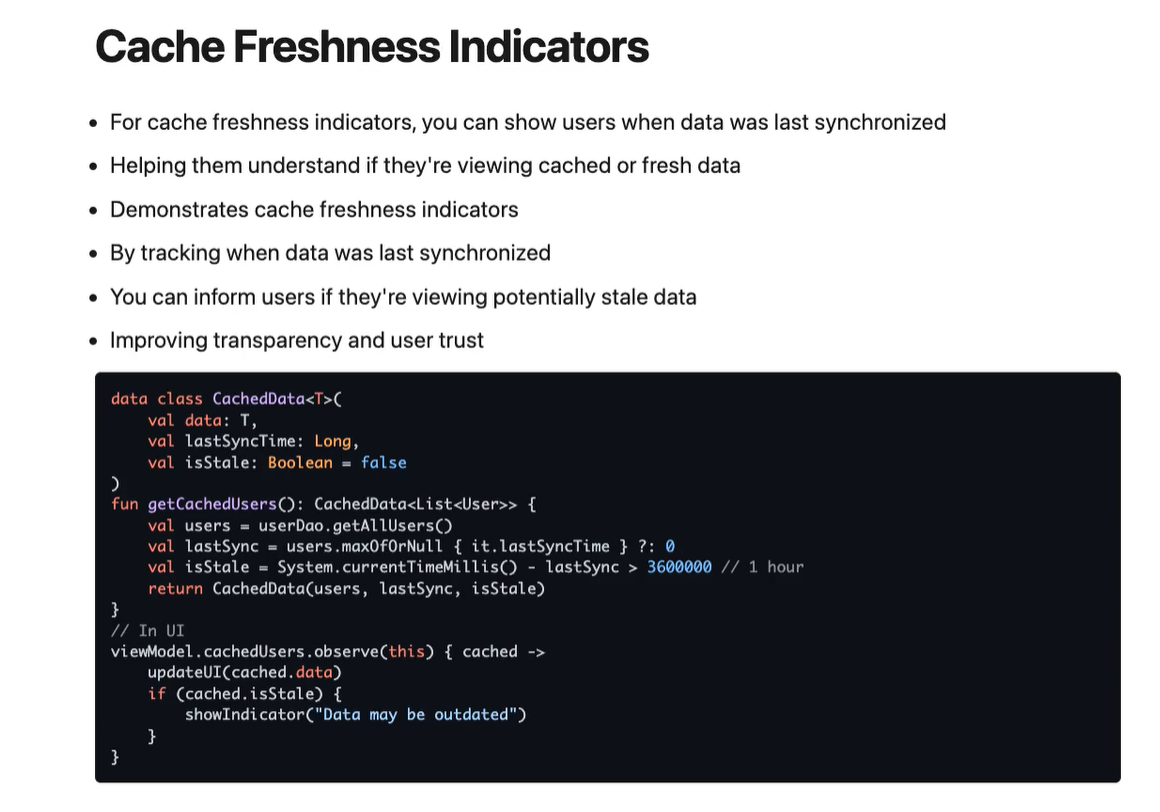 Cache Freshness Indicators
• For cache freshness indicators, you can show users when data was last synchronized
• Helping them understand if they're viewing cached or fresh data
• Demonstrates cache freshness indicators
• By tracking when data was last synchronized
• You can inform users if they're viewing potentially stale data
• Improving transparency and user trust
data class CachedData<T>(
    val data: T,
    val lastSyncTime: Long,
    val isStale: Boolean = false
)
fun getCachedUsers(): CachedData<List<User>> {
    val users = userDao.getAllUsers()
    val lastSync = users.maxOfOrNull { it.lastSyncTime } ?: 0
    val isStale = System.currentTimeMillis() - lastSync > 3600000 // 1 hour
    return CachedData(users, lastSync, isStale)
}
// In UI
viewModel.cachedUsers.observe(this) { cached ->
    updateUI(cached.data)
    if (cached.isStale) {
        showIndicator("Data may be outdated")
    }
}